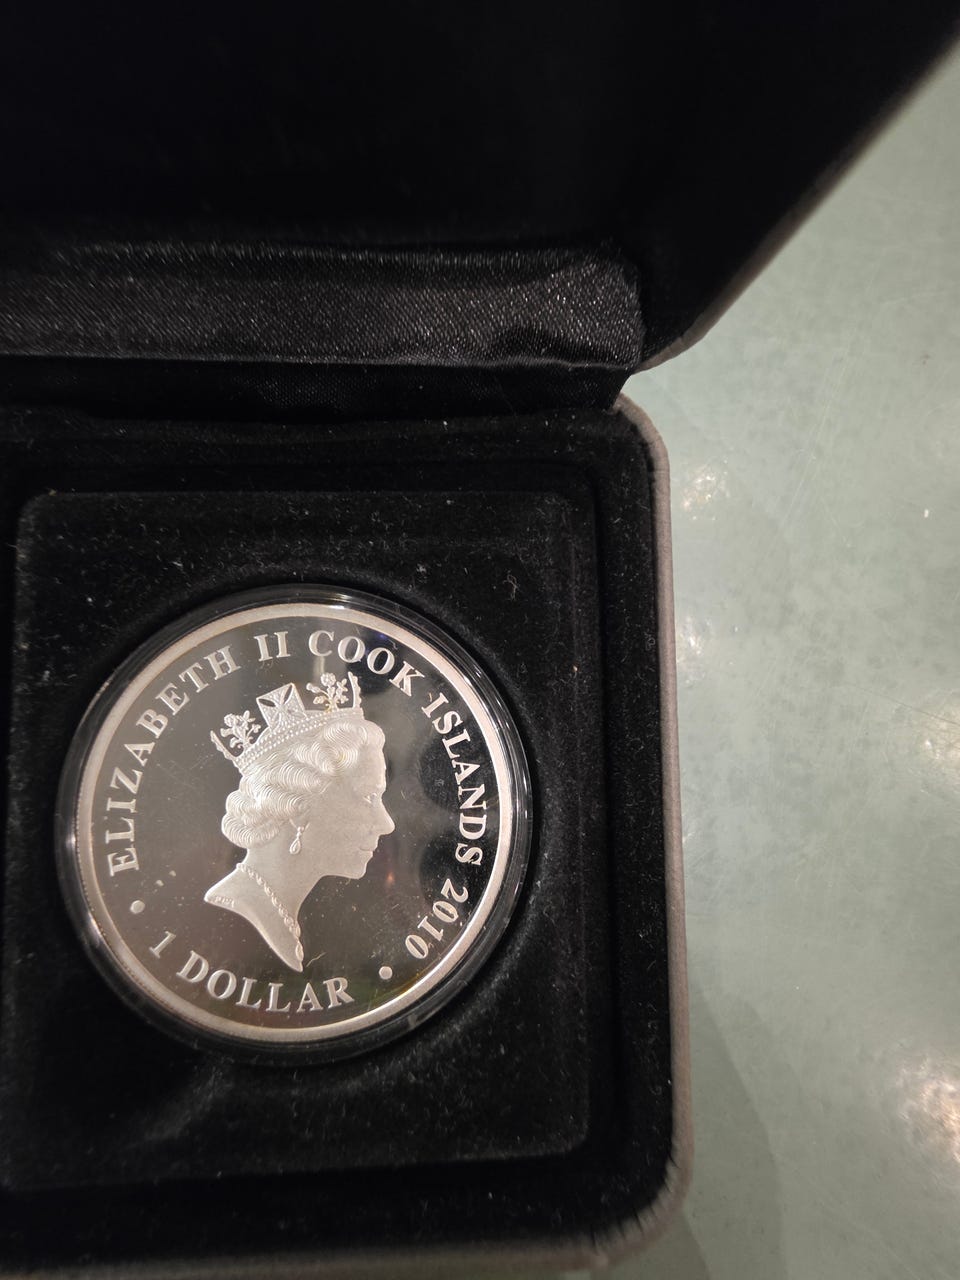 ELIZABETH II COOK ISLANDS 2010
1 DOLLAR